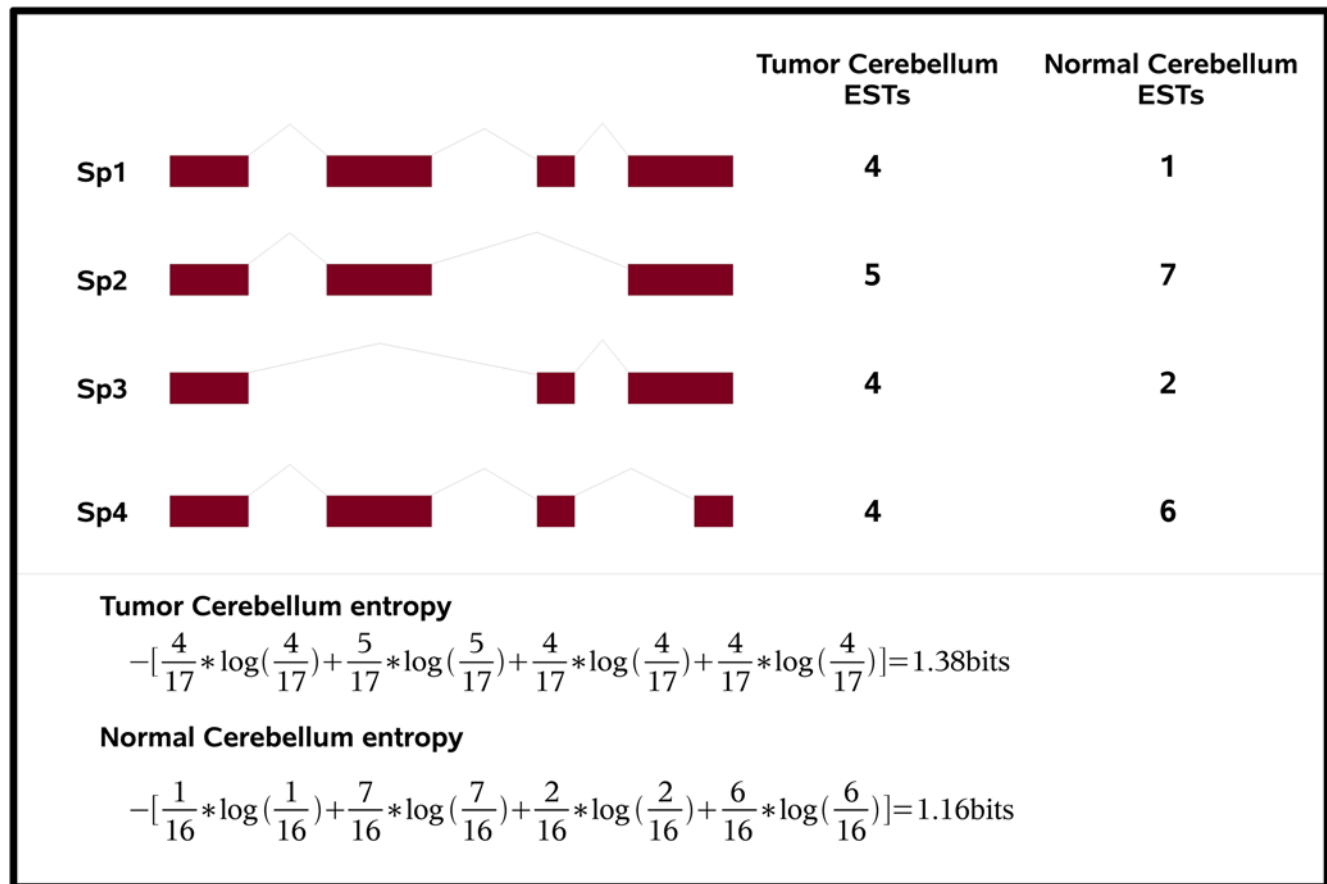 Tumor Cerebellum Normal Cerebellum
ESTs ESTs
Sp1 4 1
Sp2 5 7
Sp3 4 2
Sp4 4 6
Tumor Cerebellum entropy
−[4/17*log(4/17)+5/17*log(5/17)+4/17*log(4/17)+4/17*log(4/17)]=1.38bits
Normal Cerebellum entropy
−[1/16*log(1/16)+7/16*log(7/16)+2/16*log(2/16)+6/16*log(6/16)]=1.16bits